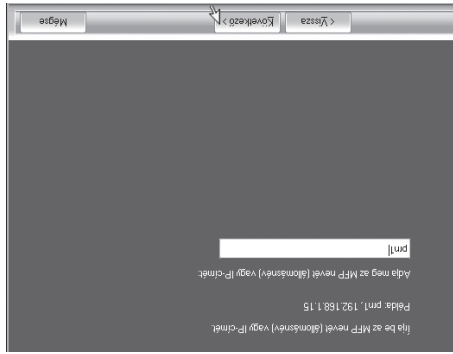 Írja be az MFP nevét (állomásnév) vagy IP-címét:
Példa: prn1, 192.168.1.15
Adja meg az MFP nevét (állomásnév) vagy IP-címét:
prn1
< Vissza
Következő >
Mégse